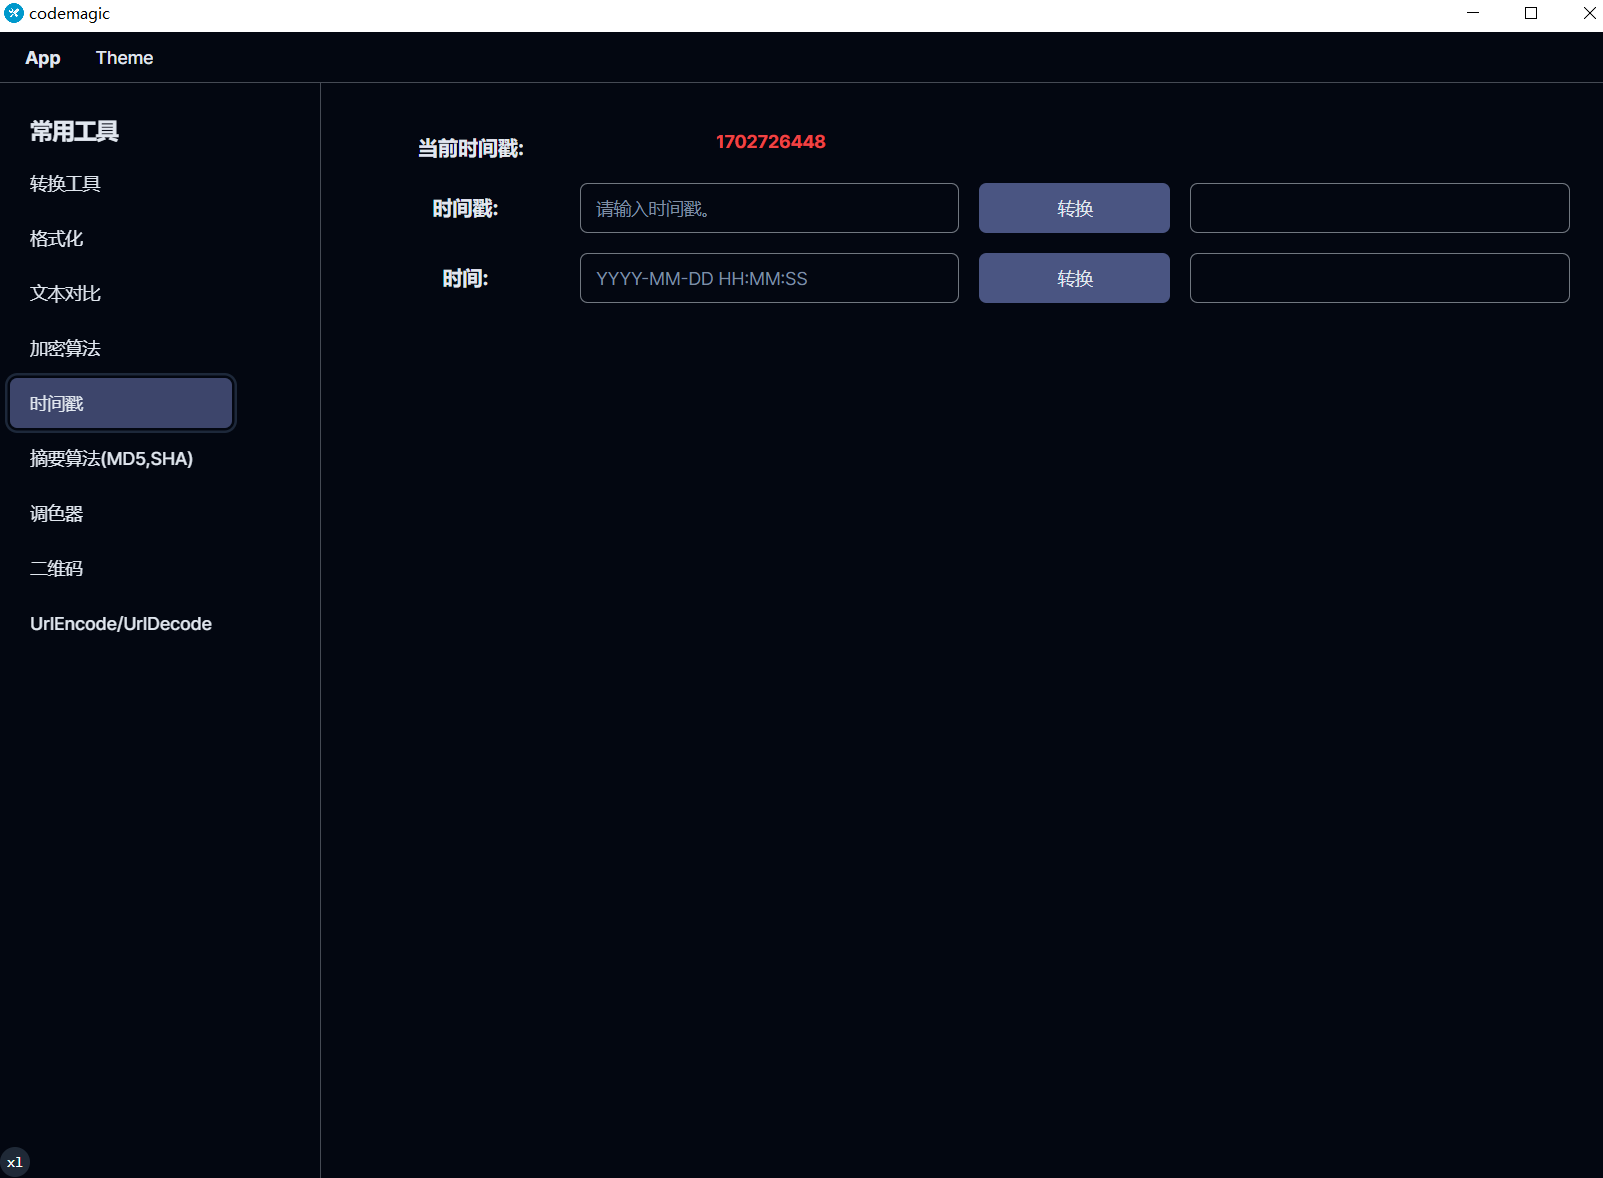 codemagic
App Theme
常用工具
转换工具
格式化
文本对比
加密算法
时间戳
摘要算法(MD5,SHA)
调色器
二维码
UrlEncode/UrlDecode
当前时间戳: 1702726448
时间戳: 请输入时间戳。 转换
时间: YYYY-MM-DD HH:MM:SS 转换
xl